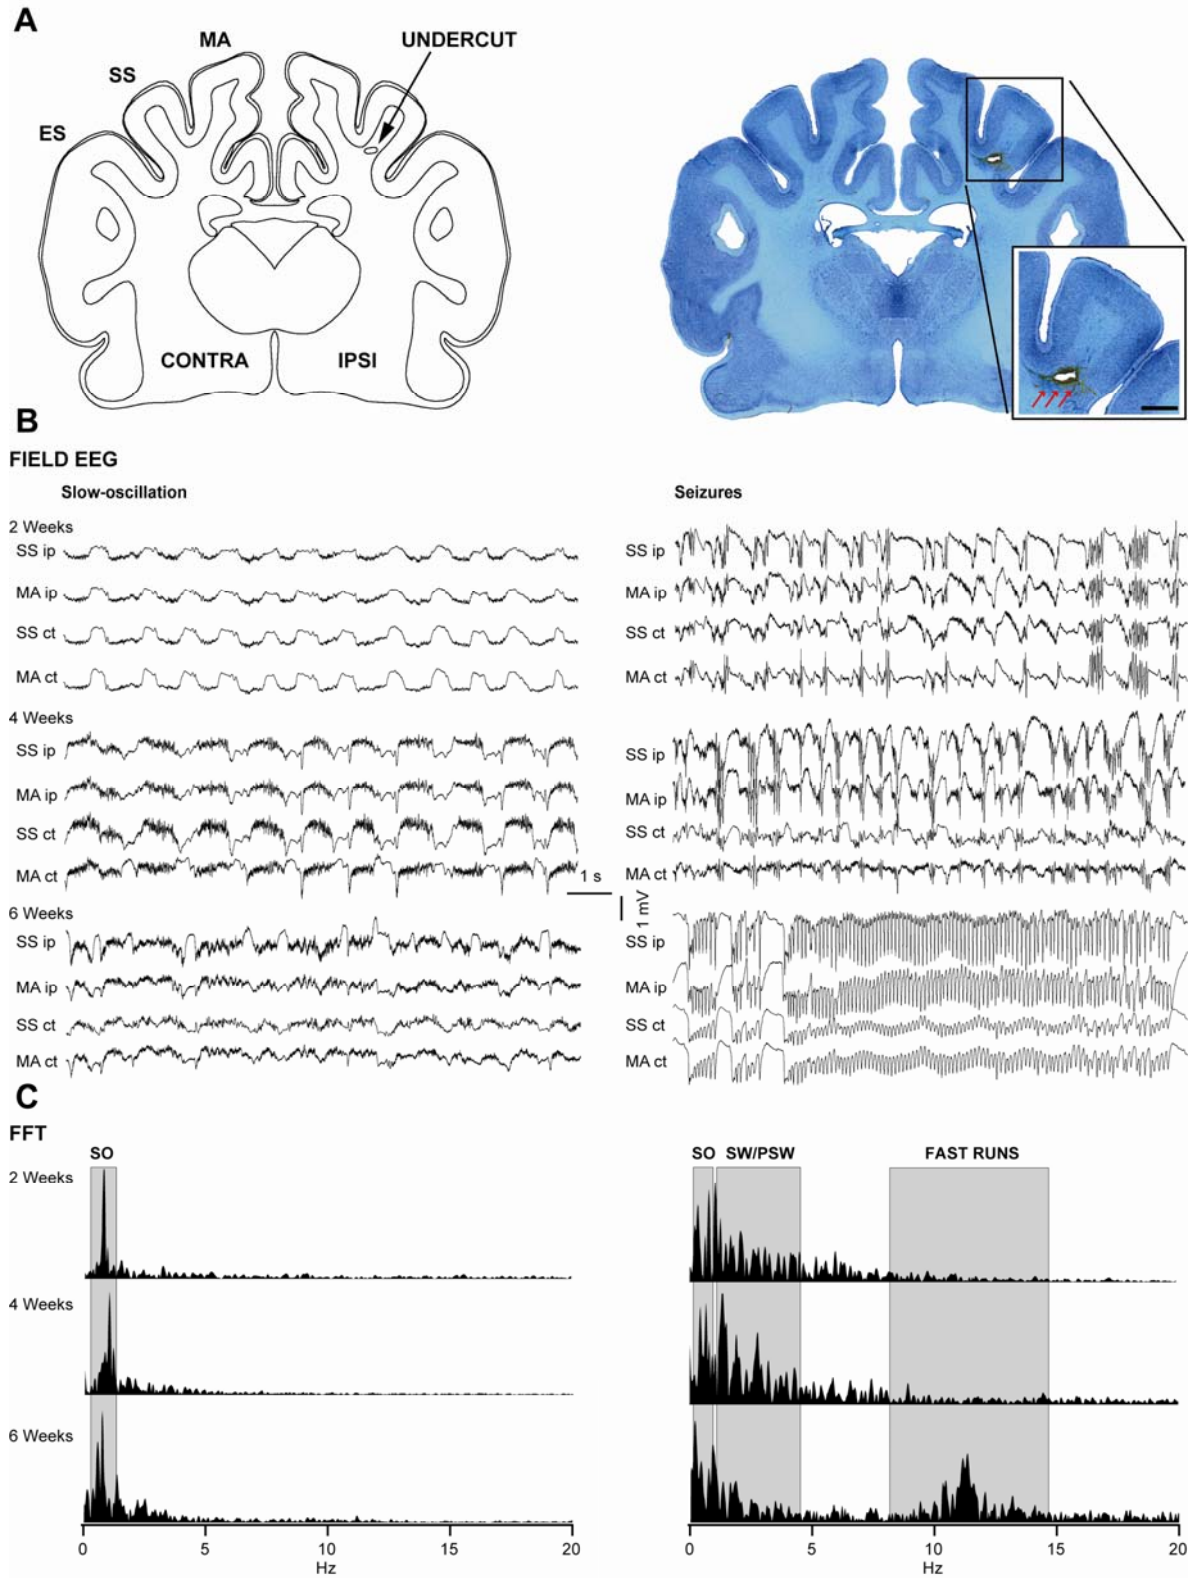 A
MA
UNDERCUT
SS
ES
CONTRA
IPSI
B
FIELD EEG
Slow-oscillation
Seizures
2 Weeks
SS ip
MA ip
SS ct
MA ct
4 Weeks
SS ip
MA ip
SS ct
MA ct
6 Weeks
SS ip
MA ip
SS ct
MA ct
1 s
1 mV
SS ip
MA ip
SS ct
MA ct
SS ip
MA ip
SS ct
MA ct
SS ip
MA ip
SS ct
MA ct
C
FFT
SO
2 Weeks
4 Weeks
6 Weeks
0 5 10 15 20
Hz
SO SW/PSW FAST RUNS
0 5 10 15 20
Hz